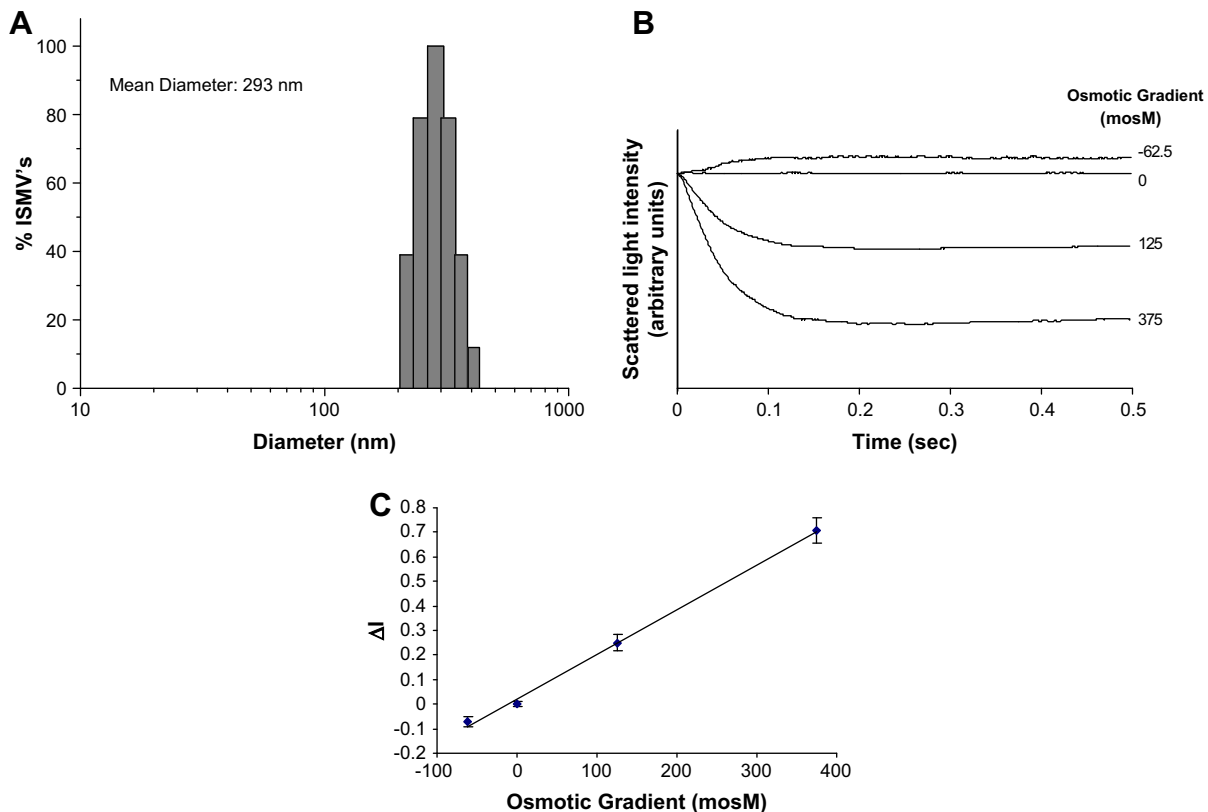 A
Mean Diameter: 293 nm
% ISMV's
100
80
60
40
20
0
10
100
1000
Diameter (nm)
B
Osmotic Gradient
(mosM)
-62.5
0
125
375
Scattered light intensity
(arbitrary units)
0
0.1
0.2
0.3
0.4
0.5
Time (sec)
C
ΔI
0.8
0.7
0.6
0.5
0.4
0.3
0.2
0.1
0
-0.1
-0.2
-100
0
100
200
300
400
Osmotic Gradient (mosM)